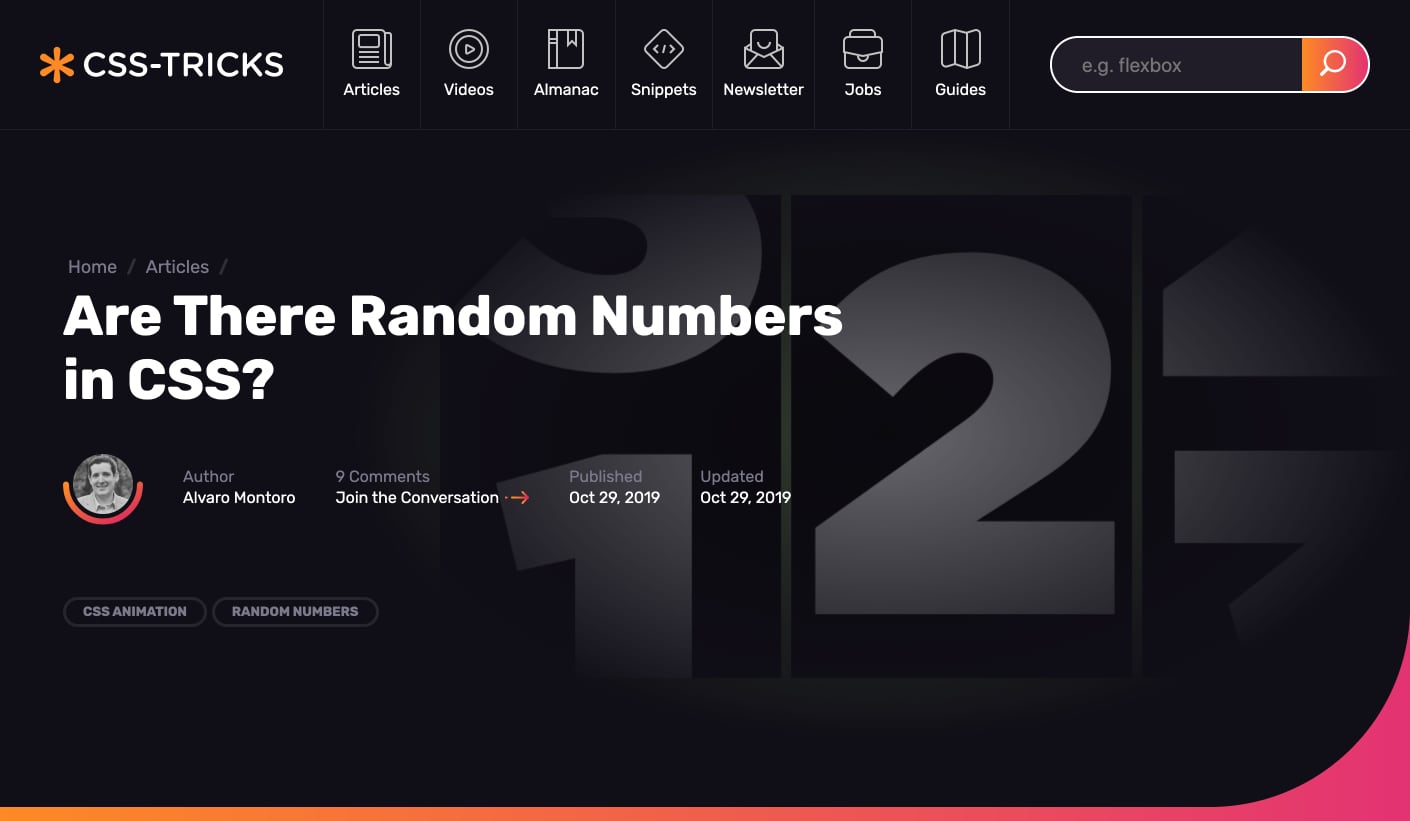 CSS-TRICKS
Articles
Videos
Almanac
Snippets
Newsletter
Jobs
Guides
e.g. flexbox
Home / Articles /
Are There Random Numbers
in CSS?
Author
Alvaro Montoro
9 Comments
Join the Conversation
Published
Oct 29, 2019
Updated
Oct 29, 2019
CSS ANIMATION
RANDOM NUMBERS
2
1